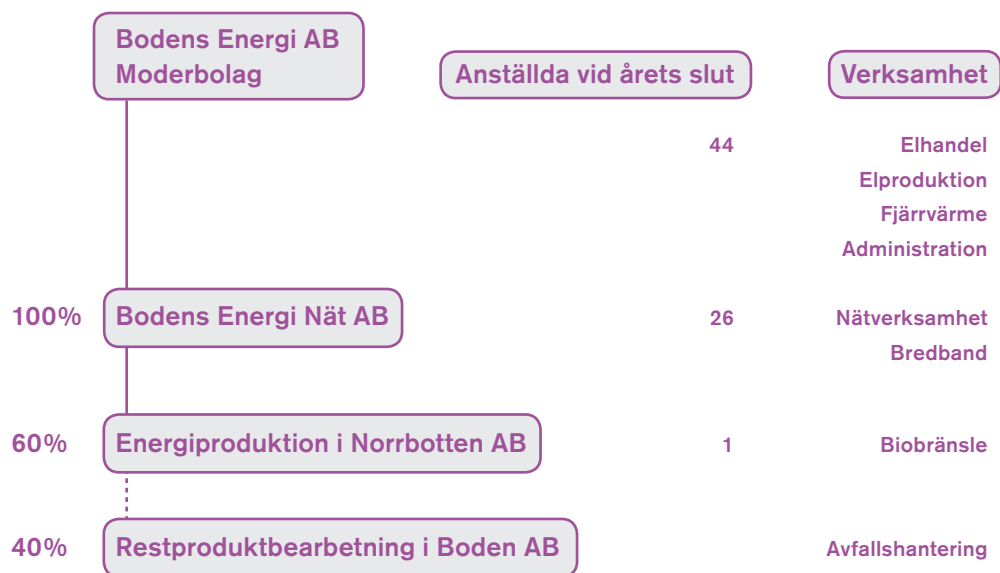 Bodens Energi AB
Moderbolag
Anställda vid årets slut
Verksamhet
44
Elhandel
Elproduktion
Fjärrvärme
Administration
100%
Bodens Energi Nät AB
26
Nätverksamhet
Bredband
60%
Energiproduktion i Norrbotten AB
1
Biobränsle
40%
Restproduktbearbetning i Boden AB
Avfallshantering